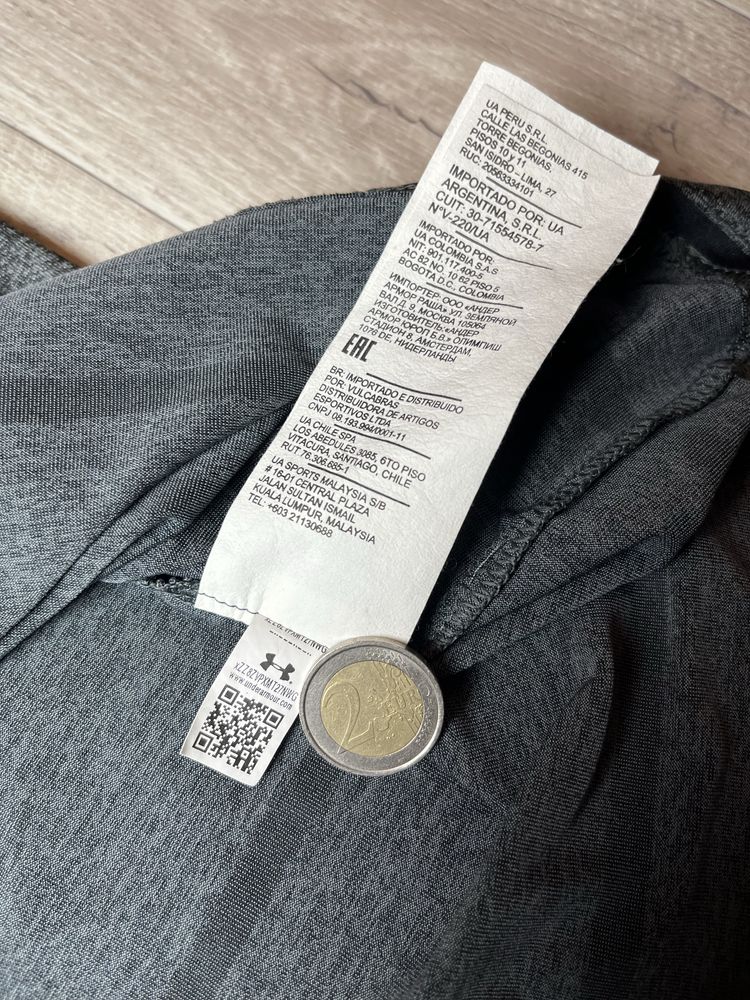 UA PERU S.R.L
CALLE LAS BEGONIAS 415
TORRE BEGONIAS,
PISOS 10 y 11
SAN ISIDRO - LIMA, 27
RUC: 20563334101
IMPORTADO POR: UA
ARGENTINA, S.R.L.
CUIT: 30-71554578-7
N°V-220/UA
IMPORTADO POR:
UA COLOMBIA S.A.S
NIT: 901.117.400-5
AC 82 NO. 10 62 PISO 5
BOGOTA D.C., COLOMBIA
ИМПОРТЕР: ООО «АНДЕР
АРМОР РАША» УЛ. ЗЕМЛЯНОЙ
ВАЛ Д. 9, МОСКВА 105064
ИЗГОТОВИТЕЛЬ: «АНДЕР
АРМОР ЮРОП Б.В.» ОЛИМПИШ
СТАДИОН 8, АМСТЕРДАМ,
1076 DE, НИДЕРЛАНДЫ
EAC
BR: IMPORTADO E DISTRIBUIDO
POR: VULCABRAS
DISTRIBUIDORA DE ARTIGOS
ESPORTIVOS LTDA
CNPJ 08.193.994/0001-11
UA CHILE SPA
LOS ABEDULES 3085, 6TO PISO
VITACURA, SANTIAGO, CHILE
RUT 76.306.685-1
UA SPORTS MALAYSIA S/B
# 16-01 CENTRAL PLAZA
JALAN SULTAN ISMAIL
KUALA LUMPUR, MALAYSIA
TEL: +603 21130688
xZZ8ZVPXMT27NWG
www.underarmour.com
2